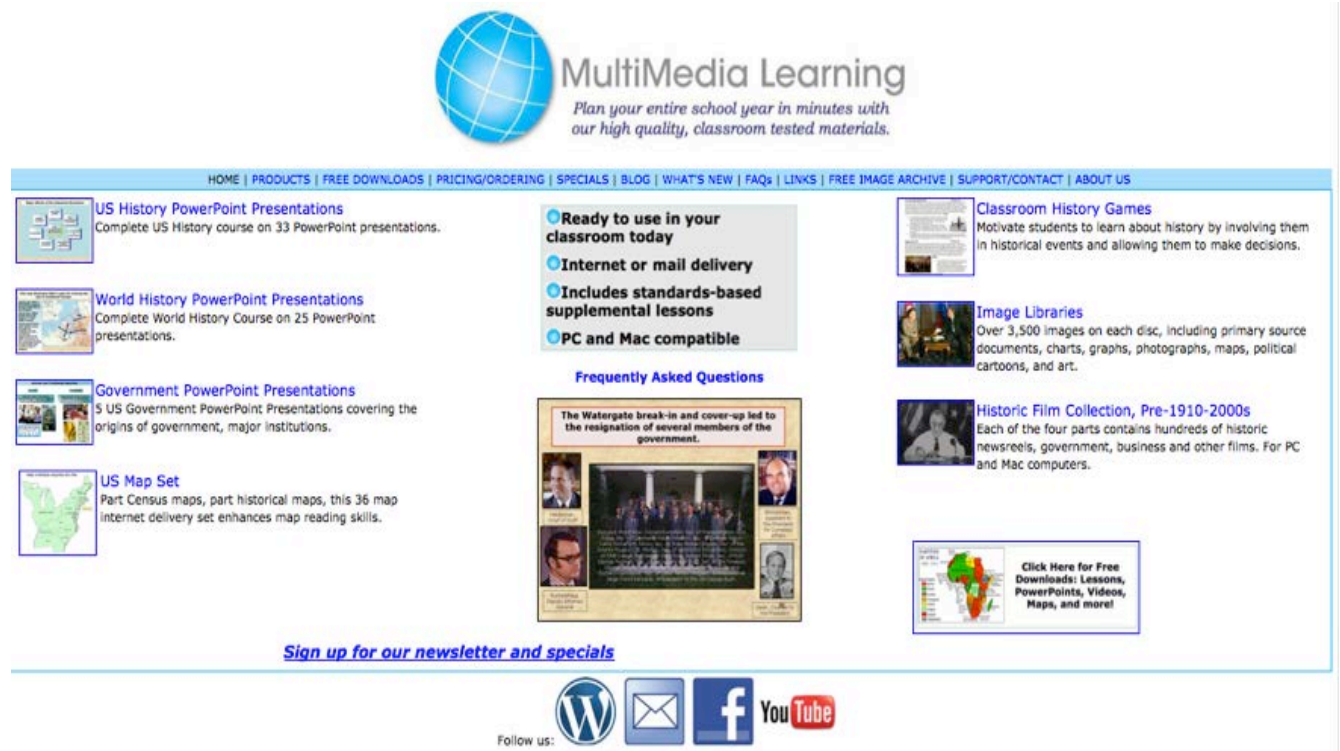 MultiMedia Learning
Plan your entire school year in minutes with
our high quality, classroom tested materials.
HOME | PRODUCTS | FREE DOWNLOADS | PRICING/ORDERING | SPECIALS | BLOG | WHAT'S NEW | FAQs | LINKS | FREE IMAGE ARCHIVE | SUPPORT/CONTACT | ABOUT US
US History PowerPoint Presentations
Complete US History course on 33 PowerPoint presentations.
World History PowerPoint Presentations
Complete World History Course on 25 PowerPoint
presentations.
Government PowerPoint Presentations
5 US Government PowerPoint Presentations covering the
origins of government, major institutions.
US Map Set
Part Census maps, part historical maps, this 36 map
internet delivery set enhances map reading skills.
Ready to use in your
classroom today
Internet or mail delivery
Includes standards-based
supplemental lessons
PC and Mac compatible
Frequently Asked Questions
The Watergate break-in and cover-up led to
the resignation of several members of the
government.
Classroom History Games
Motivate students to learn about history by involving them
in historical events and allowing them to make decisions.
Image Libraries
Over 3,500 images on each disc, including primary source
documents, charts, graphs, photographs, maps, political
cartoons, and art.
Historic Film Collection, Pre-1910-2000s
Each of the four parts contains hundreds of historic
newsreels, government, business and other films. For PC
and Mac computers.
Click Here for Free
Downloads: Lessons,
PowerPoints, Videos,
Maps, and more!
Sign up for our newsletter and specials
Follow us:
YouTube